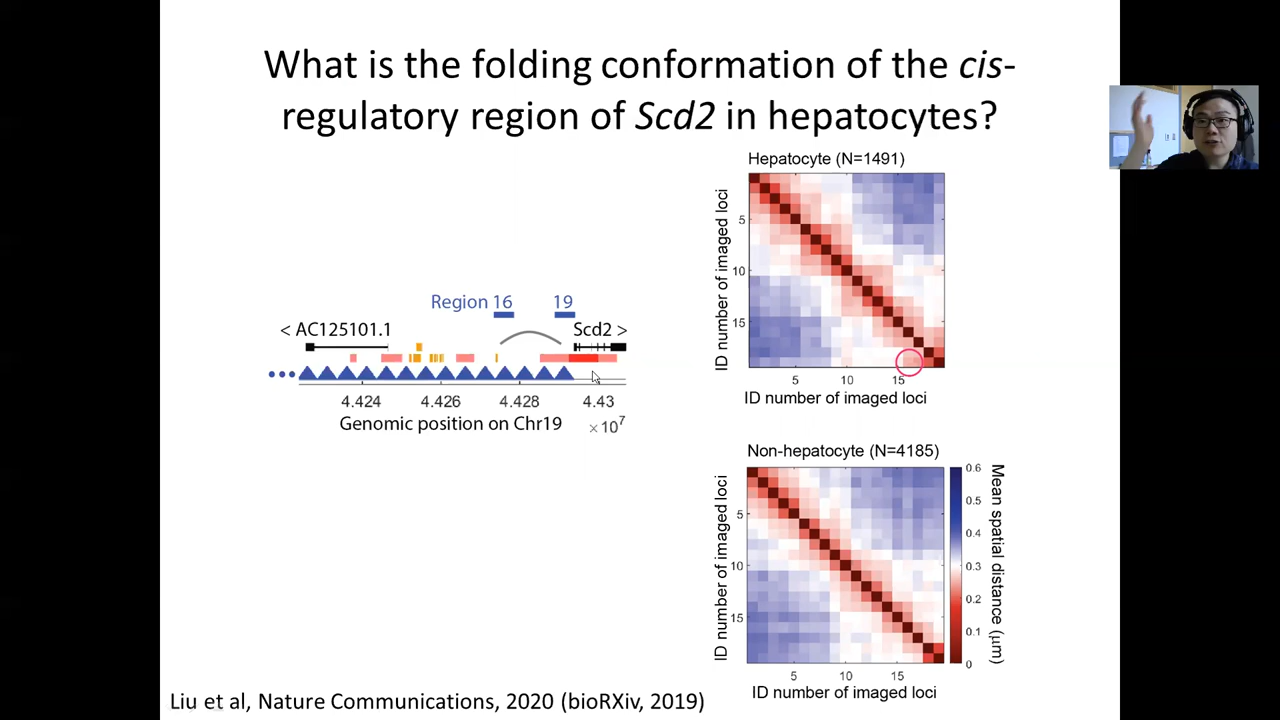 What is the folding conformation of the cis-
regulatory region of Scd2 in hepatocytes?
Region 16
19
< AC125101.1
Scd2 >
4.424
4.426
4.428
4.43
Genomic position on Chr19
×10⁷
Hepatocyte (N=1491)
ID number of imaged loci
5
10
15
5
10
15
ID number of imaged loci
Non-hepatocyte (N=4185)
ID number of imaged loci
5
10
15
5
10
15
ID number of imaged loci
0.6
0.5
0.4
0.3
0.2
0.1
0
Mean spatial distance (μm)
Liu et al, Nature Communications, 2020 (bioRXiv, 2019)